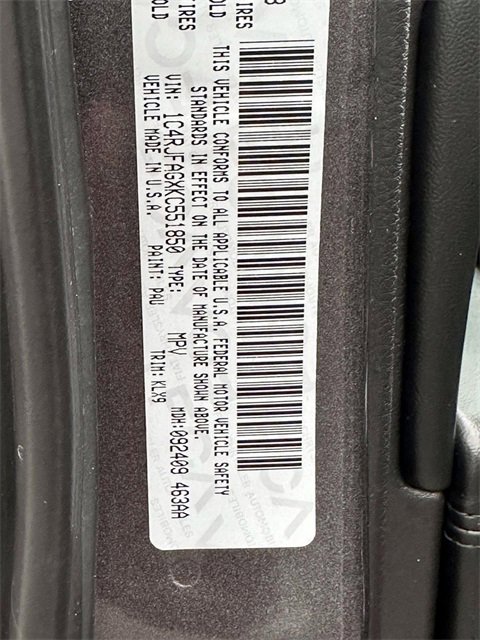 B
IRES
OLD
IRES
OLD
THIS VEHICLE CONFORMS TO ALL APPLICABLE U.S.A. FEDERAL MOTOR VEHICLE SAFETY
STANDARDS IN EFFECT ON THE DATE OF MANUFACTURE SHOWN ABOVE.
VIN: 1C4RJFAGXKC551850 TYPE: MPV MDH:092409 463AA
VEHICLE MADE IN U.S.A. PAINT: PAU TRIM: KLX9